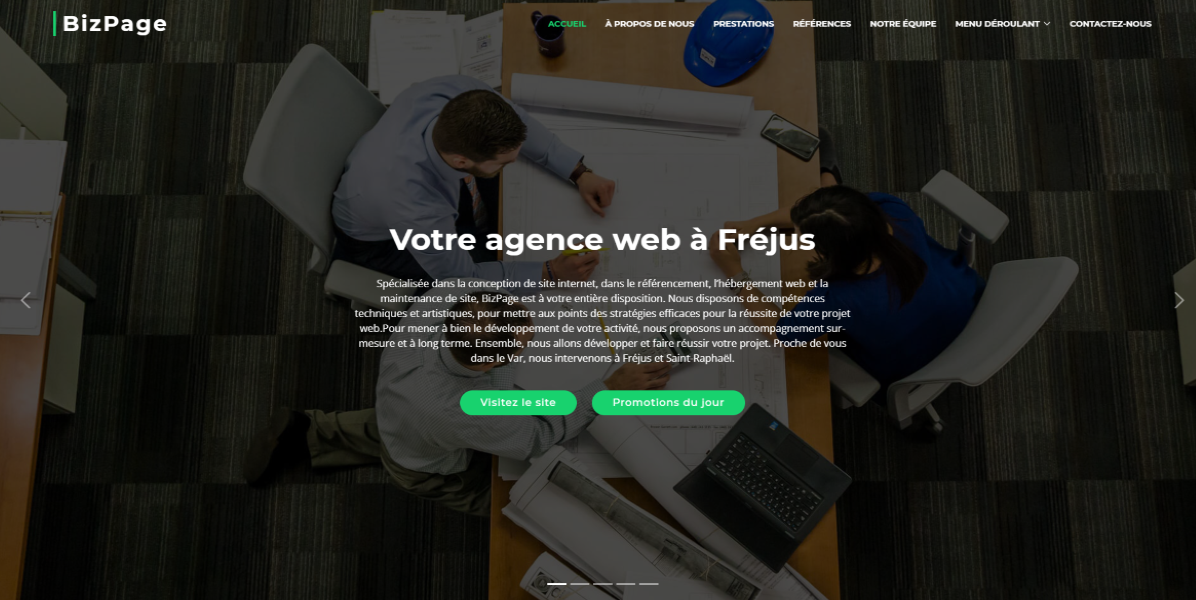 BizPage
ACCUEIL À PROPOS DE NOUS PRESTATIONS RÉFÉRENCES NOTRE ÉQUIPE MENU DÉROULANT CONTACTEZ-NOUS
Votre agence web à Fréjus
Spécialisée dans la conception de site internet, dans le référencement, l'hébergement web et la
maintenance de site, BizPage est à votre entière disposition. Nous disposons de compétences
techniques et artistiques, pour mettre aux points des stratégies efficaces pour la réussite de votre projet
web.Pour mener à bien le développement de votre activité, nous proposons un accompagnement sur-
mesure et à long terme. Ensemble, nous allons développer et faire réussir votre projet. Proche de vous
dans le Var, nous intervenons à Fréjus et Saint-Raphaël.
Visitez le site
Promotions du jour